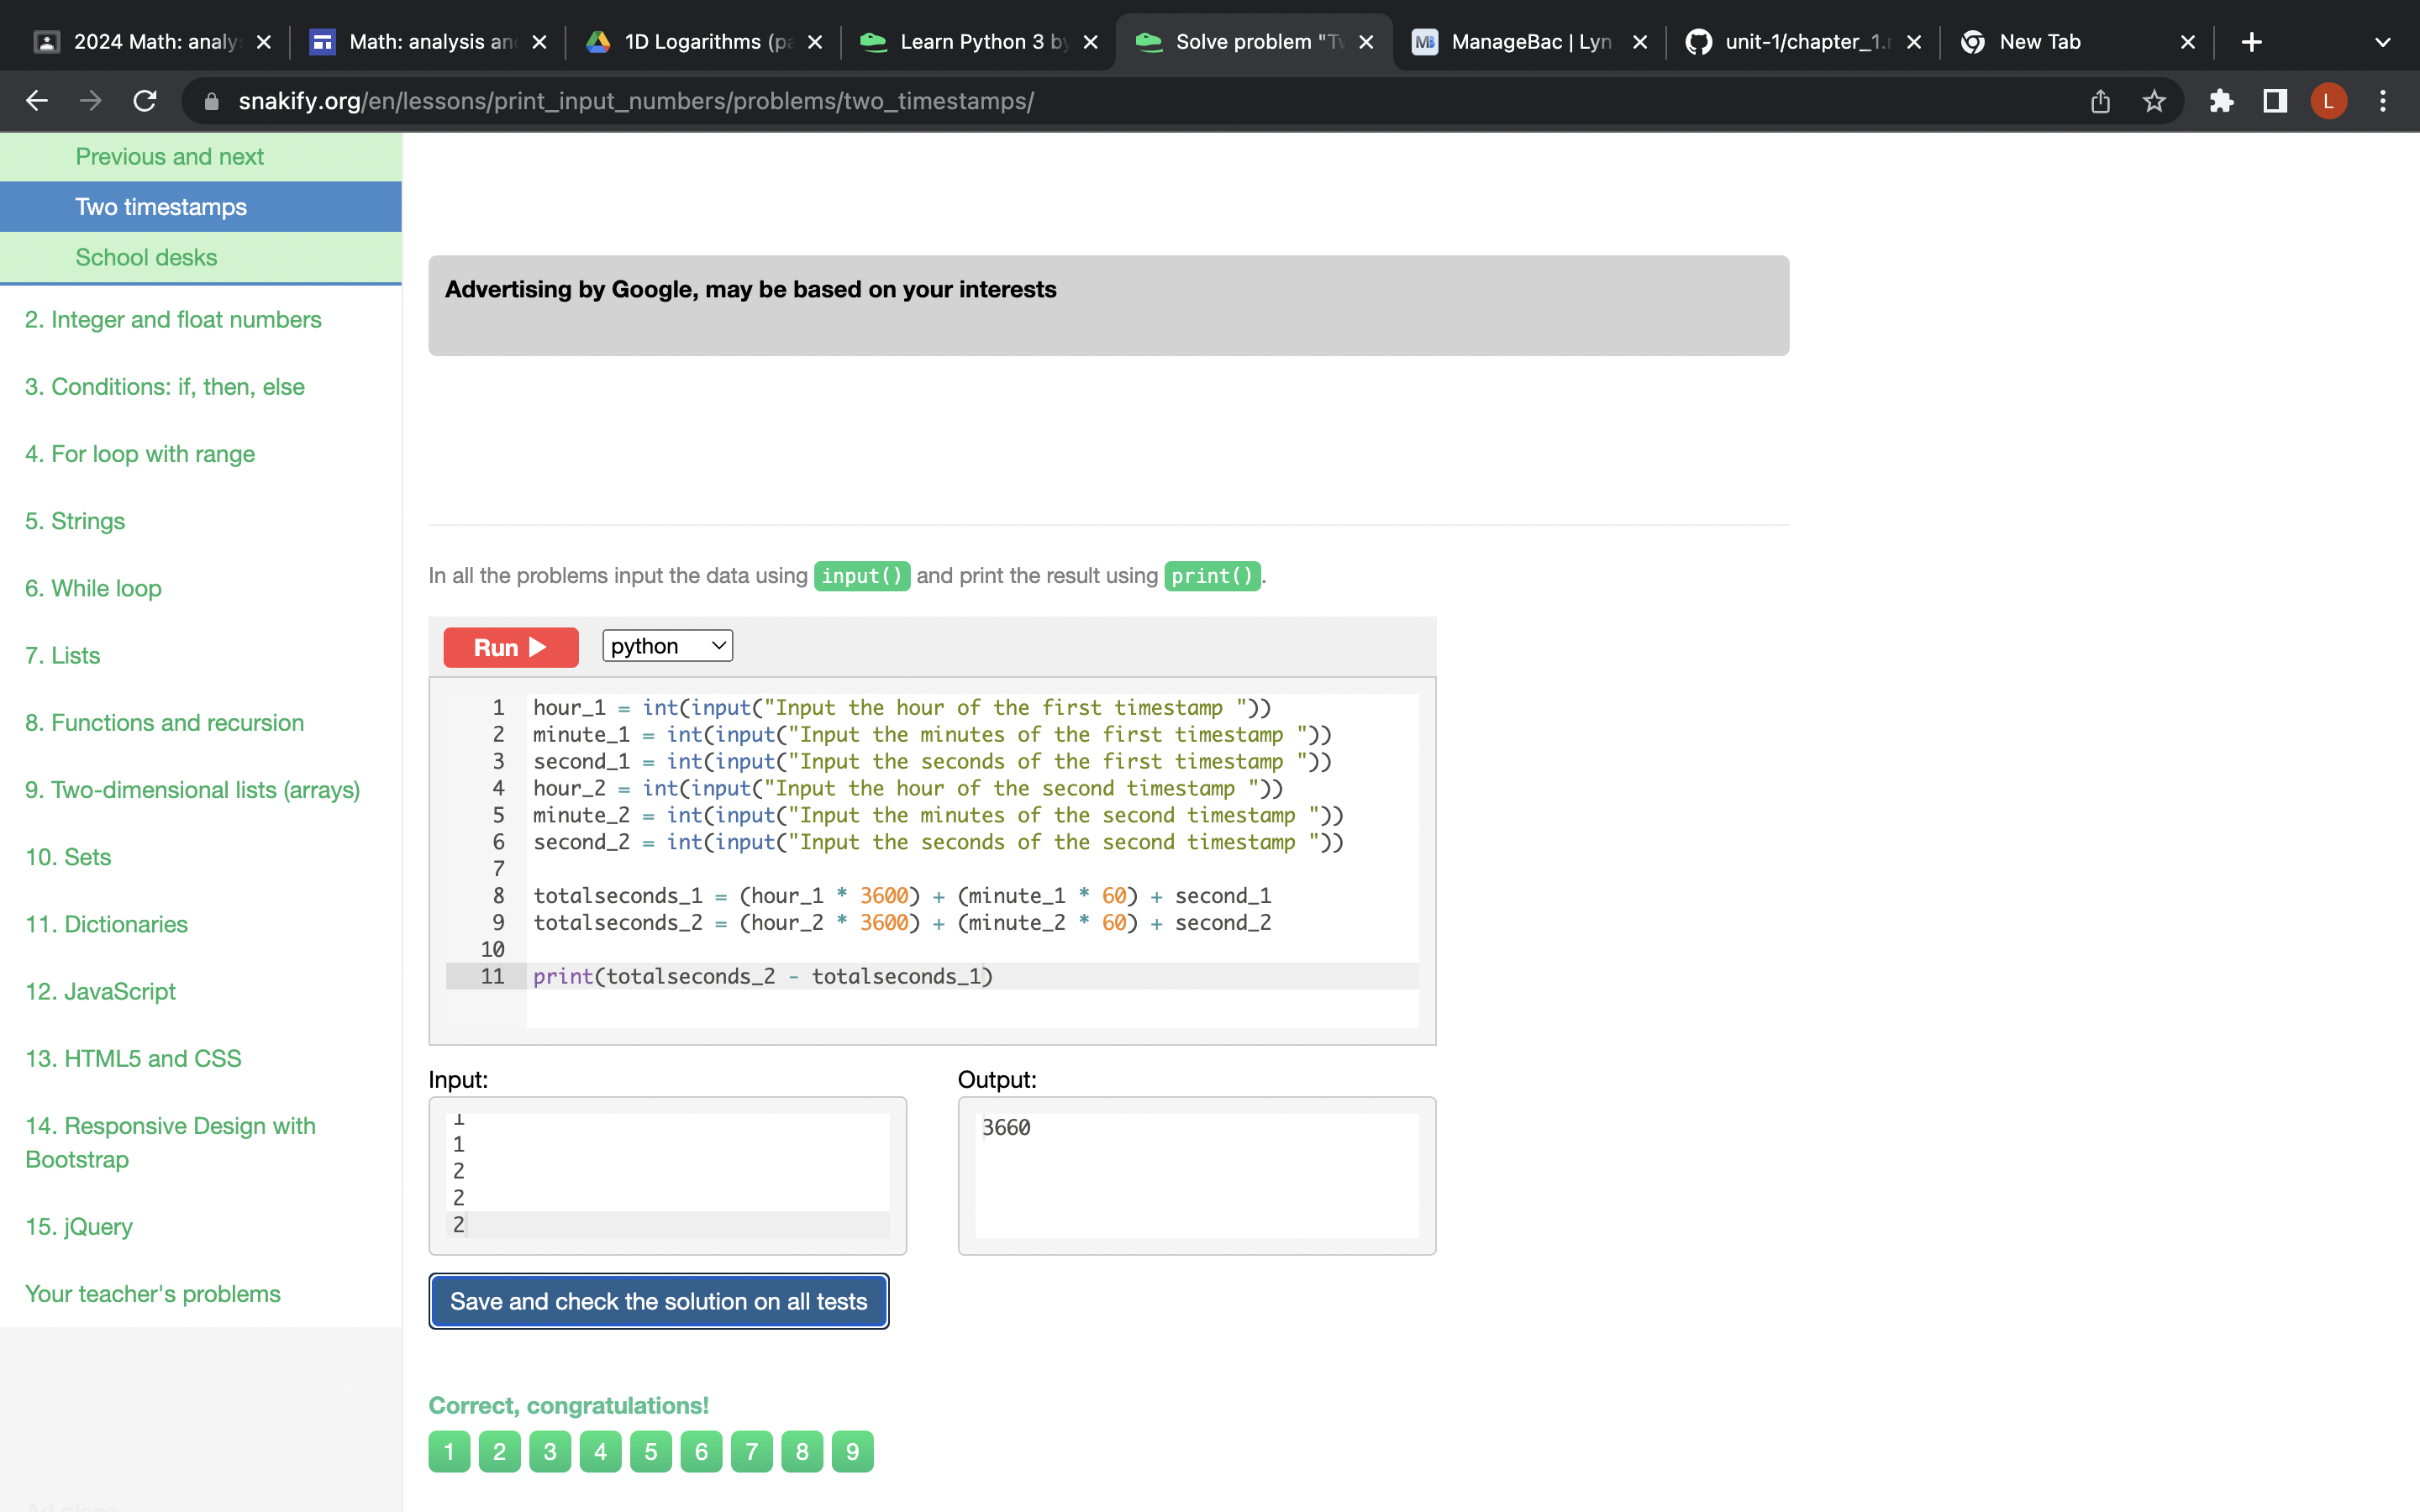 2024 Math: analy
Math: analysis an
1D Logarithms (pa
Learn Python 3 by
Solve problem "Tw
MB
ManageBac | Lyn
unit-1/chapter_1.r
New Tab
snakify.org/en/lessons/print_input_numbers/problems/two_timestamps/
L
Previous and next
Two timestamps
School desks
2. Integer and float numbers
3. Conditions: if, then, else
4. For loop with range
5. Strings
6. While loop
7. Lists
8. Functions and recursion
9. Two-dimensional lists (arrays)
10. Sets
11. Dictionaries
12. JavaScript
13. HTML5 and CSS
14. Responsive Design with
Bootstrap
15. jQuery
Your teacher's problems
Advertising by Google, may be based on your interests
In all the problems input the data using input() and print the result using print().
Run
python
1 hour_1 = int(input("Input the hour of the first timestamp "))
2 minute_1 = int(input("Input the minutes of the first timestamp "))
3 second_1 = int(input("Input the seconds of the first timestamp "))
4 hour_2 = int(input("Input the hour of the second timestamp "))
5 minute_2 = int(input("Input the minutes of the second timestamp "))
6 second_2 = int(input("Input the seconds of the second timestamp "))
7
8 totalseconds_1 = (hour_1 * 3600) + (minute_1 * 60) + second_1
9 totalseconds_2 = (hour_2 * 3600) + (minute_2 * 60) + second_2
10
11 print(totalseconds_2 - totalseconds_1)
Input:
1
1
2
2
2
Output:
3660
Save and check the solution on all tests
Correct, congratulations!
1 2 3 4 5 6 7 8 9